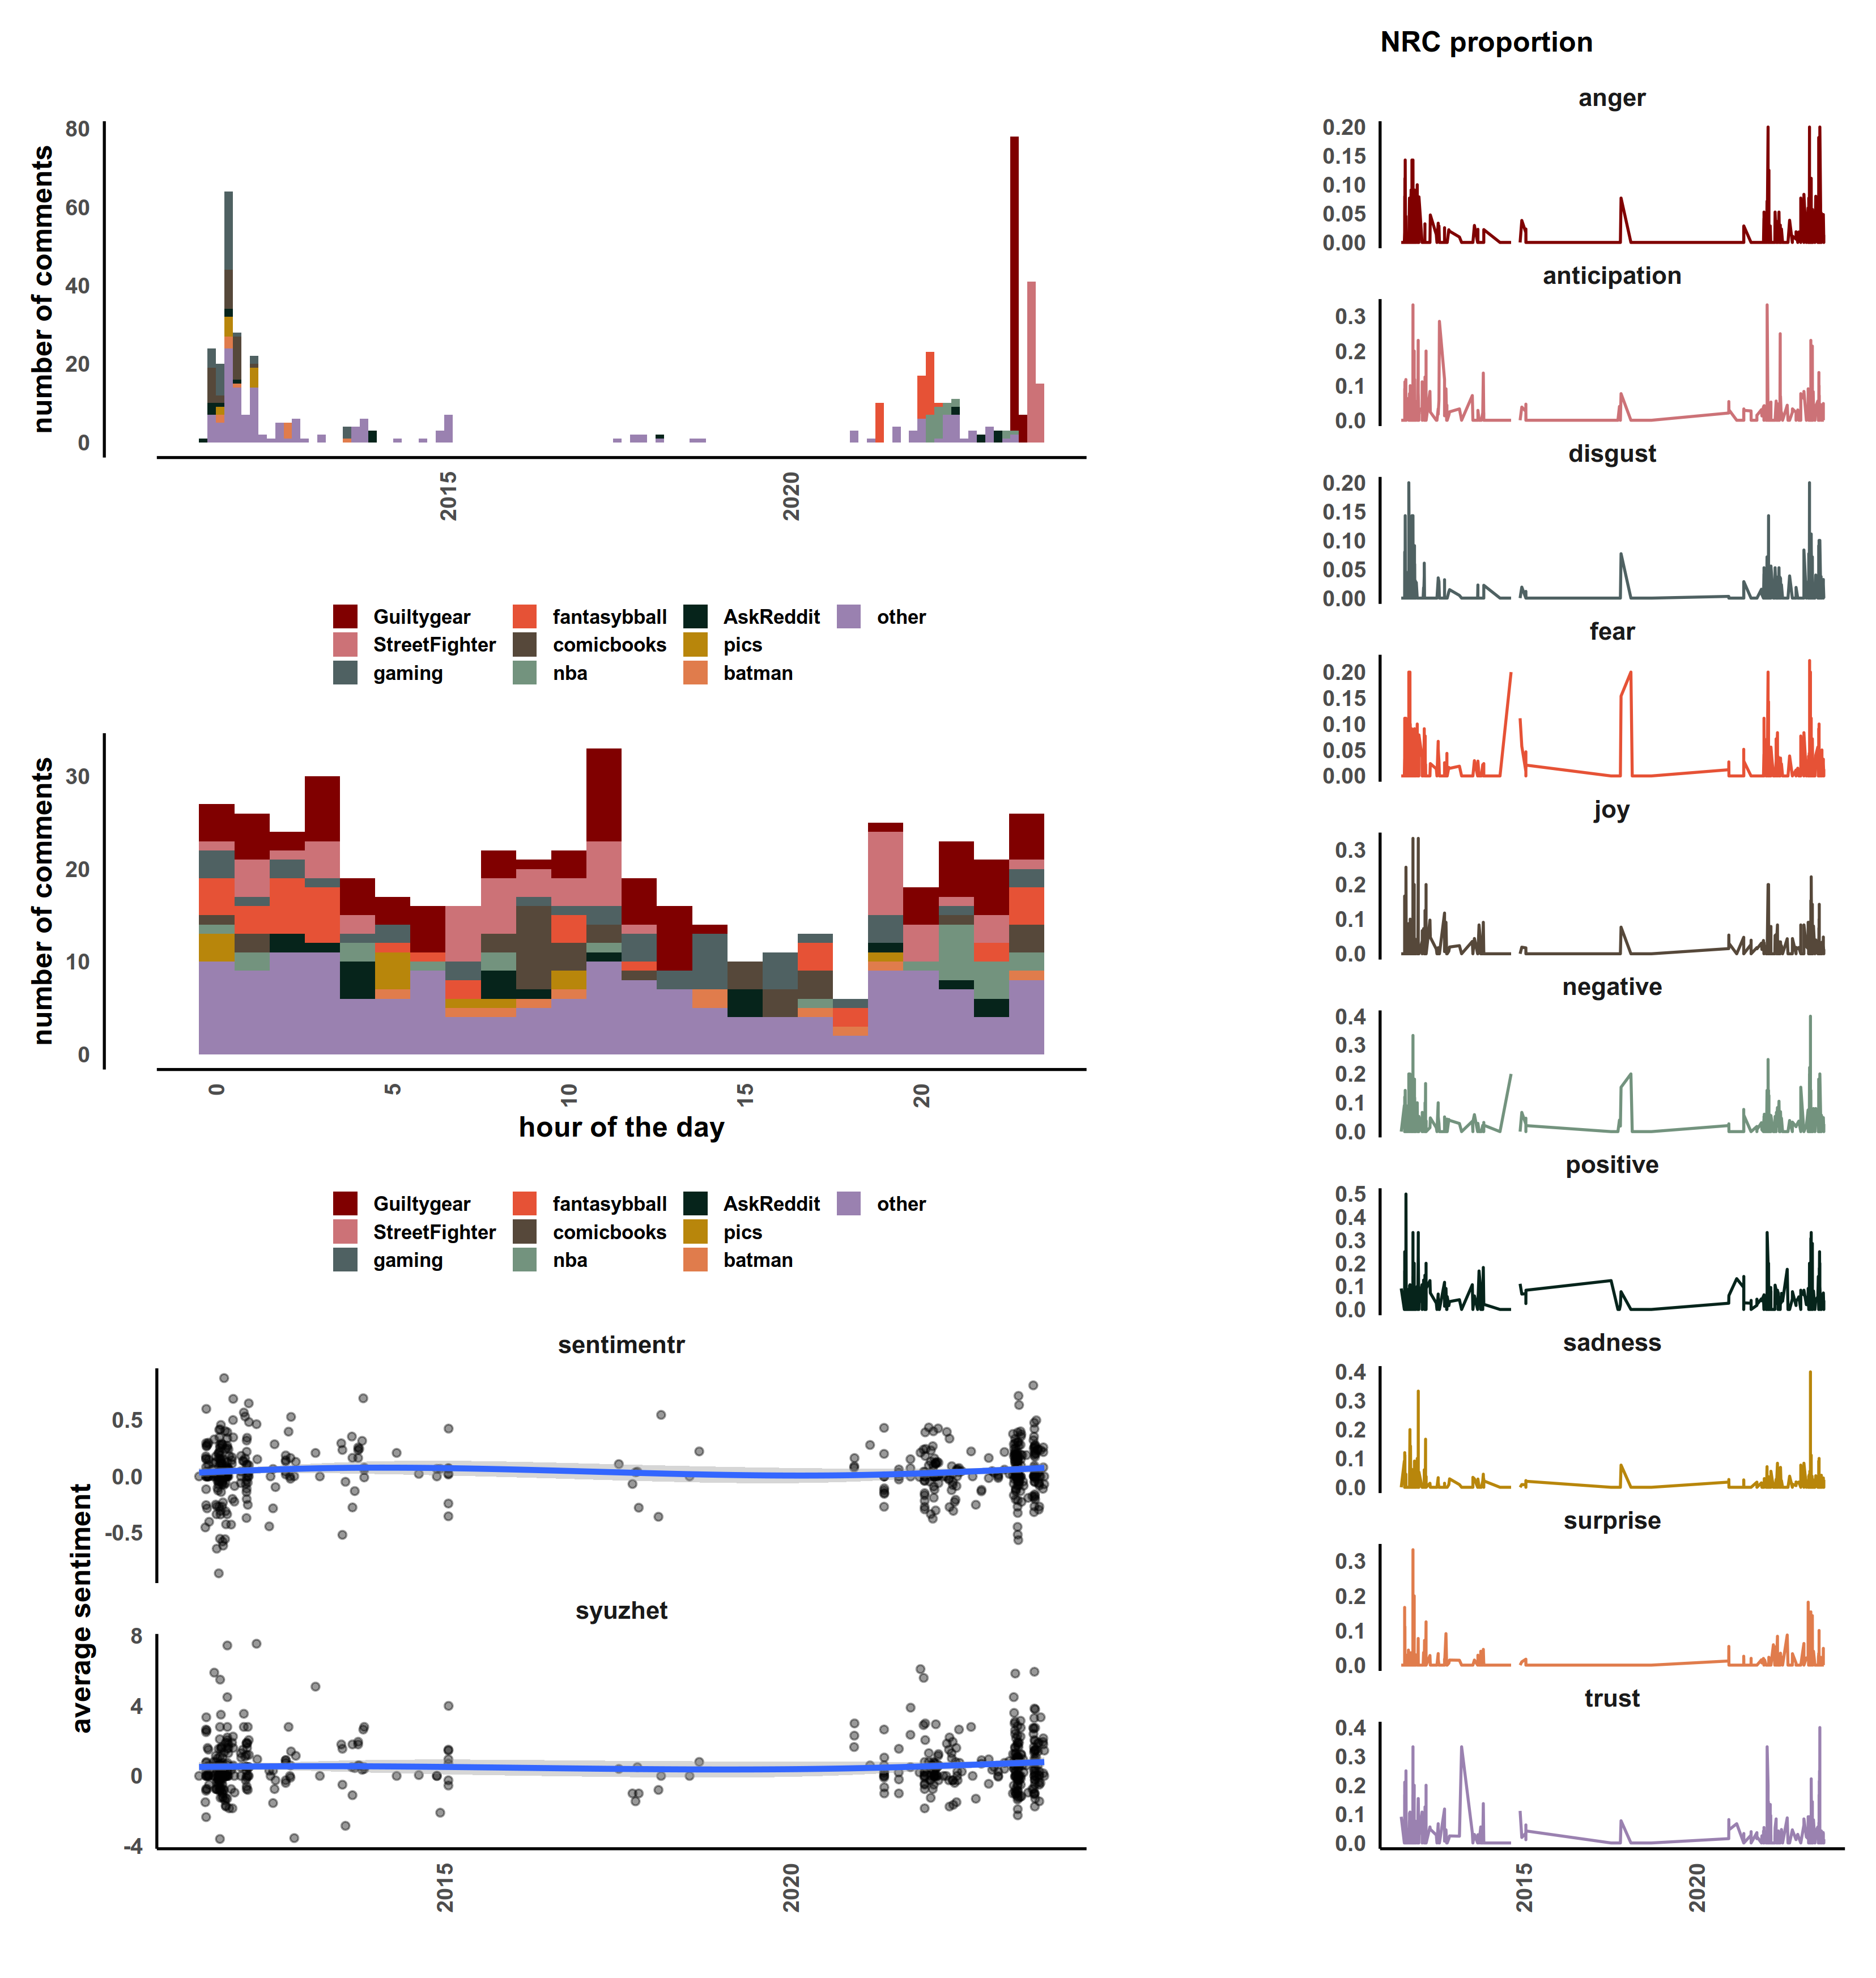 number of comments
80
60
40
20
0
2015
2020
Guiltygear
fantasybball
AskReddit
other
StreetFighter
comicbooks
pics
gaming
nba
batman
number of comments
30
20
10
0
0
5
10
15
20
hour of the day
Guiltygear
fantasybball
AskReddit
other
StreetFighter
comicbooks
pics
gaming
nba
batman
average sentiment
sentimentr
0.5
0.0
-0.5
syuzhet
8
4
0
-4
2015
2020
NRC proportion
anger
0.20
0.15
0.10
0.05
0.00
anticipation
0.3
0.2
0.1
0.0
disgust
0.20
0.15
0.10
0.05
0.00
fear
0.20
0.15
0.10
0.05
0.00
joy
0.3
0.2
0.1
0.0
negative
0.4
0.3
0.2
0.1
0.0
positive
0.5
0.4
0.3
0.2
0.1
0.0
sadness
0.4
0.3
0.2
0.1
0.0
surprise
0.3
0.2
0.1
0.0
trust
0.4
0.3
0.2
0.1
0.0
2015
2020